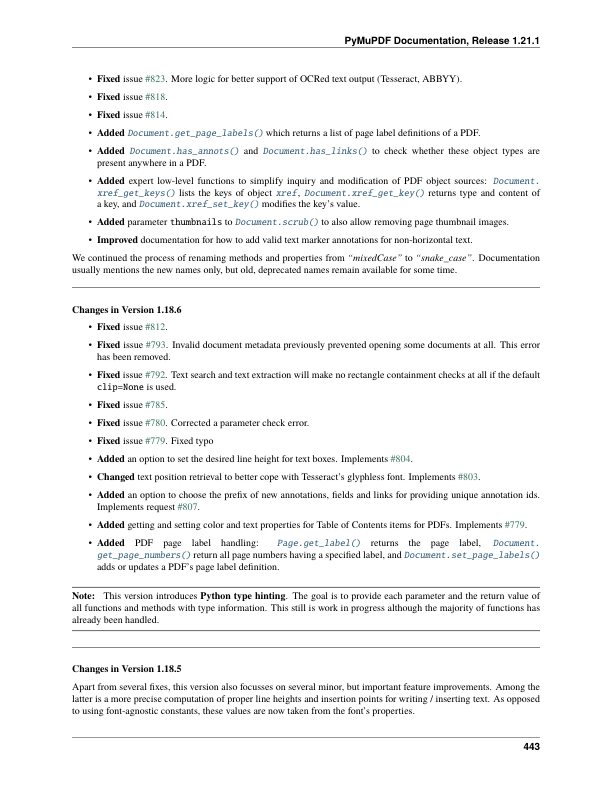 PyMuPDF Documentation, Release 1.21.1
• Fixed issue #823. More logic for better support of OCRed text output (Tesseract, ABBYY).
• Fixed issue #818.
• Fixed issue #814.
• Added Document.get_page_labels() which returns a list of page label definitions of a PDF.
• Added Document.has_annots() and Document.has_links() to check whether these object types are
present anywhere in a PDF.
• Added expert low-level functions to simplify inquiry and modification of PDF object sources: Document.
xref_get_keys() lists the keys of object xref, Document.xref_get_key() returns type and content of
a key, and Document.xref_set_key() modifies the key's value.
• Added parameter thumbnails to Document.scrub() to also allow removing page thumbnail images.
• Improved documentation for how to add valid text marker annotations for non-horizontal text.
We continued the process of renaming methods and properties from “mixedCase” to “snake_case”. Documentation
usually mentions the new names only, but old, deprecated names remain available for some time.
Changes in Version 1.18.6
• Fixed issue #812.
• Fixed issue #793. Invalid document metadata previously prevented opening some documents at all. This error
has been removed.
• Fixed issue #792. Text search and text extraction will make no rectangle containment checks at all if the default
clip=None is used.
• Fixed issue #785.
• Fixed issue #780. Corrected a parameter check error.
• Fixed issue #779. Fixed typo
• Added an option to set the desired line height for text boxes. Implements #804.
• Changed text position retrieval to better cope with Tesseract's glyphless font. Implements #803.
• Added an option to choose the prefix of new annotations, fields and links for providing unique annotation ids.
Implements request #807.
• Added getting and setting color and text properties for Table of Contents items for PDFs. Implements #779.
• Added PDF page label handling: Page.get_label() returns the page label, Document.
get_page_numbers() return all page numbers having a specified label, and Document.set_page_labels()
adds or updates a PDF's page label definition.
Note: This version introduces Python type hinting. The goal is to provide each parameter and the return value of
all functions and methods with type information. This still is work in progress although the majority of functions has
already been handled.
Changes in Version 1.18.5
Apart from several fixes, this version also focusses on several minor, but important feature improvements. Among the
latter is a more precise computation of proper line heights and insertion points for writing / inserting text. As opposed
to using font-agnostic constants, these values are now taken from the font's properties.
443